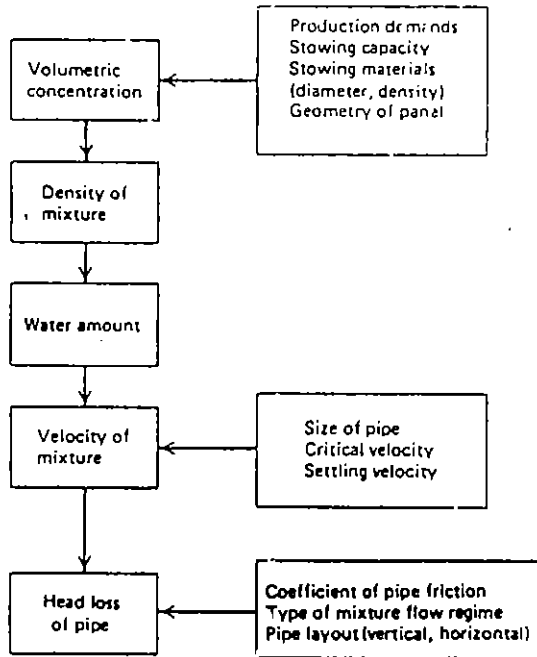 Production demands
Stowing capacity
Stowing materials
(diameter, density)
Geometry of panel
Volumetric
concentration
Density of
mixture
Water amount
Velocity of
mixture
Size of pipe
Critical velocity
Settling velocity
Head loss
of pipe
Coefficient of pipe friction
Type of mixture flow regime
Pipe layout (vertical, horizontal)